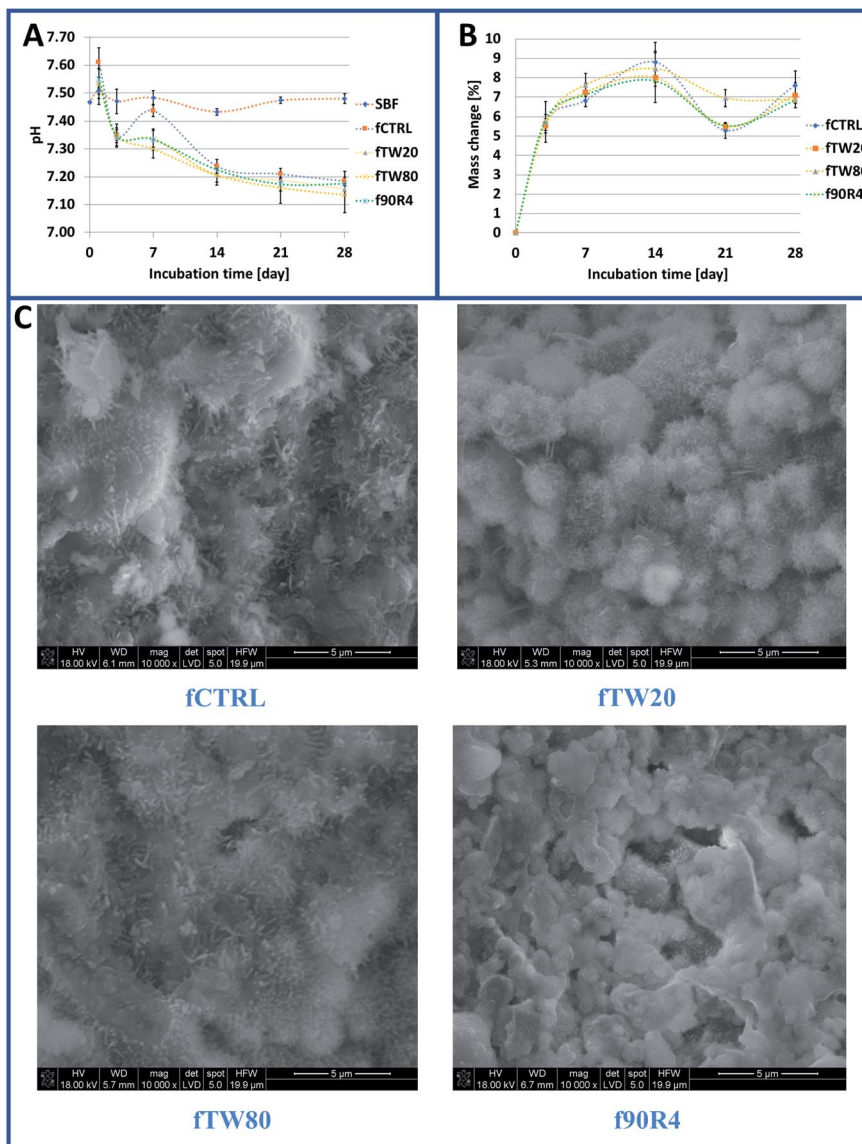 A
pH
7.70
7.60
7.50
7.40
7.30
7.20
7.10
7.00
0 7 14 21 28
Incubation time [day]
SBF
fCTRL
fTW20
fTW80
f90R4
B
Mass change [%]
10
9
8
7
6
5
4
3
2
1
0
0 7 14 21 28
Incubation time [day]
fCTRL
fTW20
fTW80
f90R4
C
HV WD mag det spot HFW 5 µm
18.00 kV 6.1 mm 10 000 x LVD 5.0 19.9 µm
fCTRL
HV WD mag det spot HFW 5 µm
18.00 kV 5.3 mm 10 000 x LVD 5.0 19.9 µm
fTW20
HV WD mag det spot HFW 5 µm
18.00 kV 5.7 mm 10 000 x LVD 5.0 19.9 µm
fTW80
HV WD mag det spot HFW 5 µm
18.00 kV 6.7 mm 10 000 x LVD 5.0 19.9 µm
f90R4